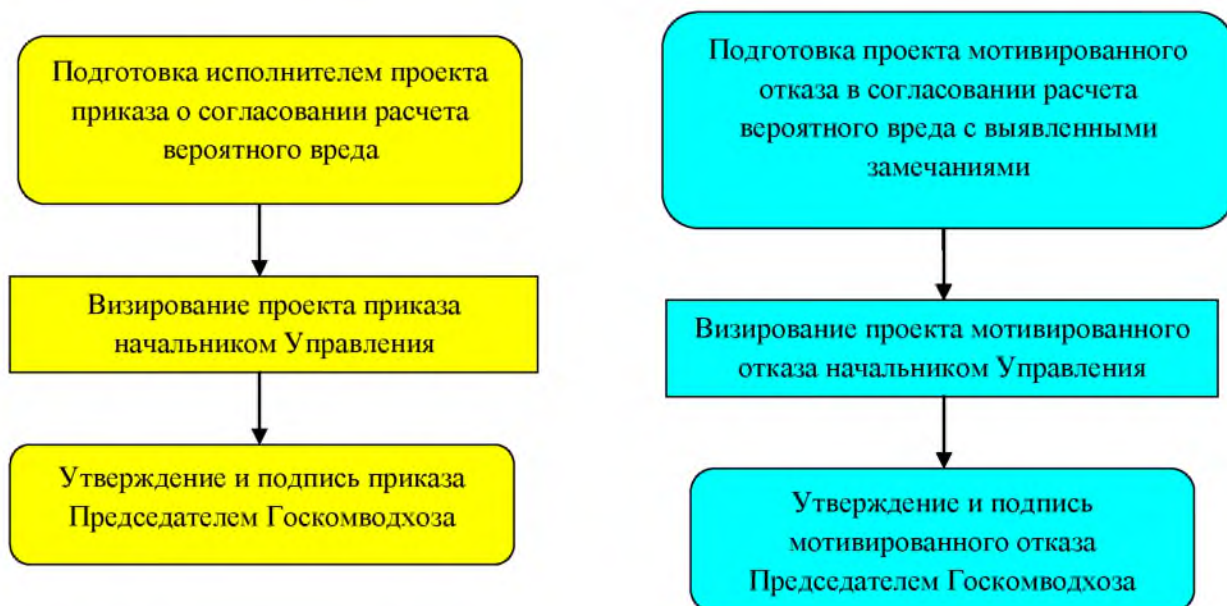 Подготовка исполнителем проекта
приказа о согласовании расчета
вероятного вреда
Визирование проекта приказа
начальником Управления
Утверждение и подпись приказа
Председателем Госкомводхоза
Подготовка проекта мотивированного
отказа в согласовании расчета
вероятного вреда с выявленными
замечаниями
Визирование проекта мотивированного
отказа начальником Управления
Утверждение и подпись
мотивированного отказа
Председателем Госкомводхоза